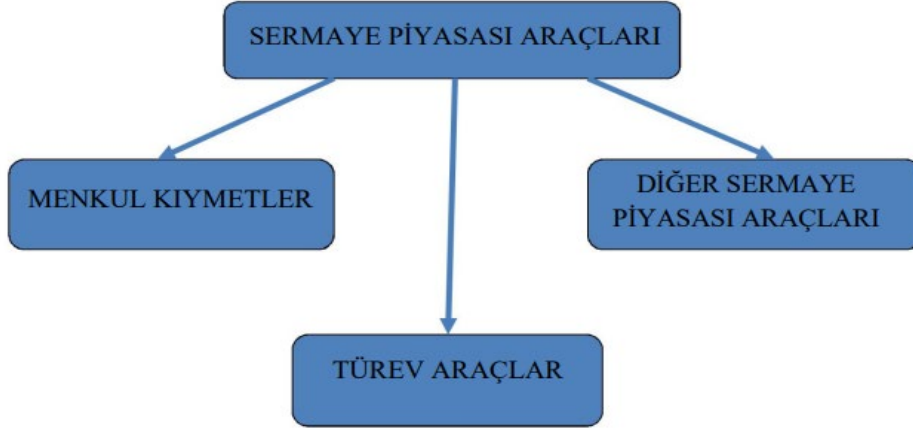 SERMAYE PİYASASI ARAÇLARI
MENKUL KIYMETLER
DİĞER SERMAYE
PİYASASI ARAÇLARI
TÜREV ARAÇLAR